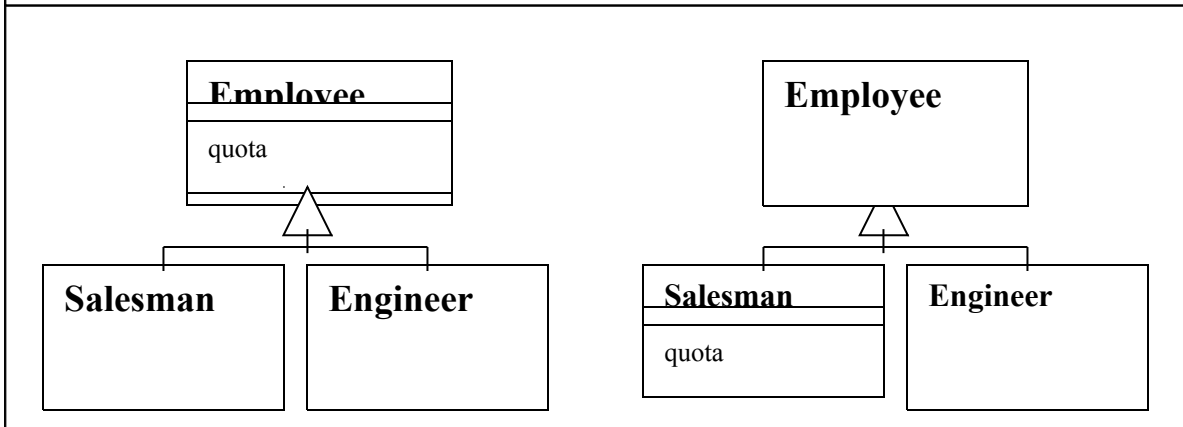 Employee
quota
Salesman
Engineer
Employee
Salesman
quota
Engineer